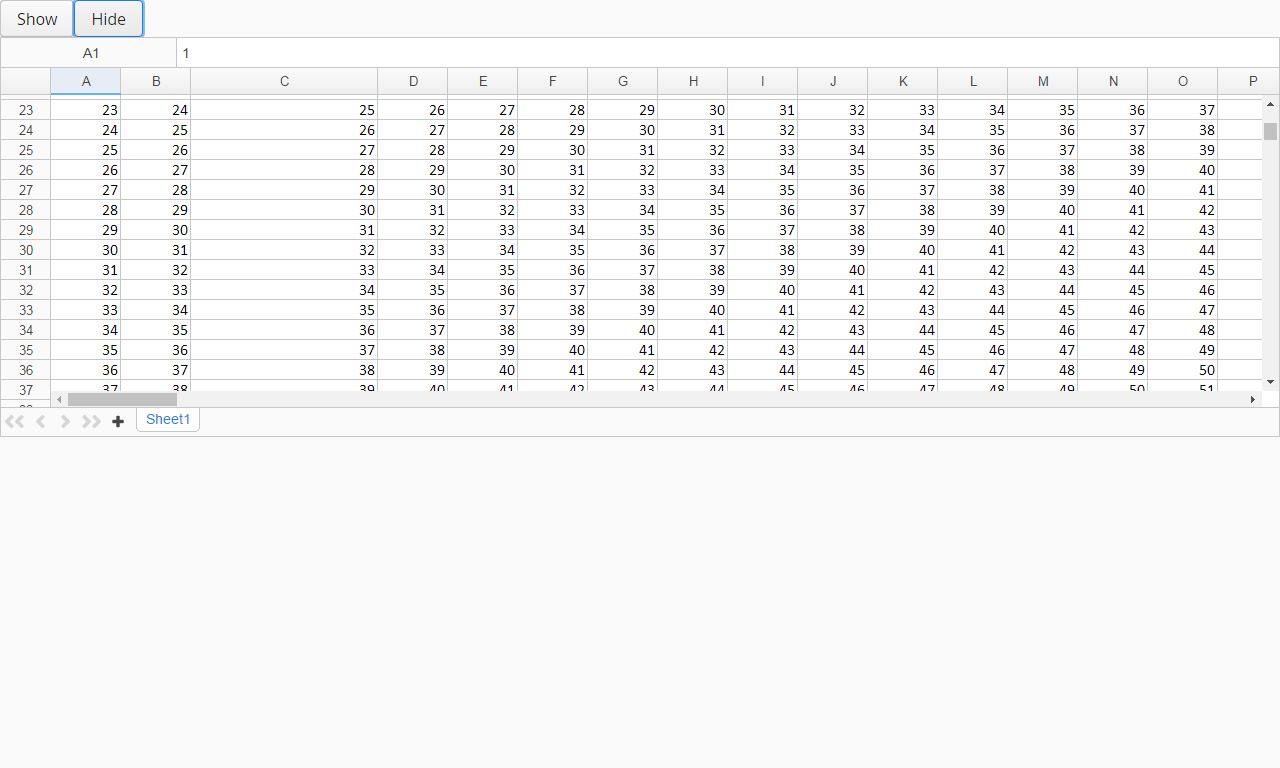 Show Hide
A1 1
A B C D E F G H I J K L M N O P
23 23 24 25 26 27 28 29 30 31 32 33 34 35 36 37
24 24 25 26 27 28 29 30 31 32 33 34 35 36 37 38
25 25 26 27 28 29 30 31 32 33 34 35 36 37 38 39
26 26 27 28 29 30 31 32 33 34 35 36 37 38 39 40
27 27 28 29 30 31 32 33 34 35 36 37 38 39 40 41
28 28 29 30 31 32 33 34 35 36 37 38 39 40 41 42
29 29 30 31 32 33 34 35 36 37 38 39 40 41 42 43
30 30 31 32 33 34 35 36 37 38 39 40 41 42 43 44
31 31 32 33 34 35 36 37 38 39 40 41 42 43 44 45
32 32 33 34 35 36 37 38 39 40 41 42 43 44 45 46
33 33 34 35 36 37 38 39 40 41 42 43 44 45 46 47
34 34 35 36 37 38 39 40 41 42 43 44 45 46 47 48
35 35 36 37 38 39 40 41 42 43 44 45 46 47 48 49
36 36 37 38 39 40 41 42 43 44 45 46 47 48 49 50
37 37 38 39 40 41 42 43 44 45 46 47 48 49 50 51
Sheet1